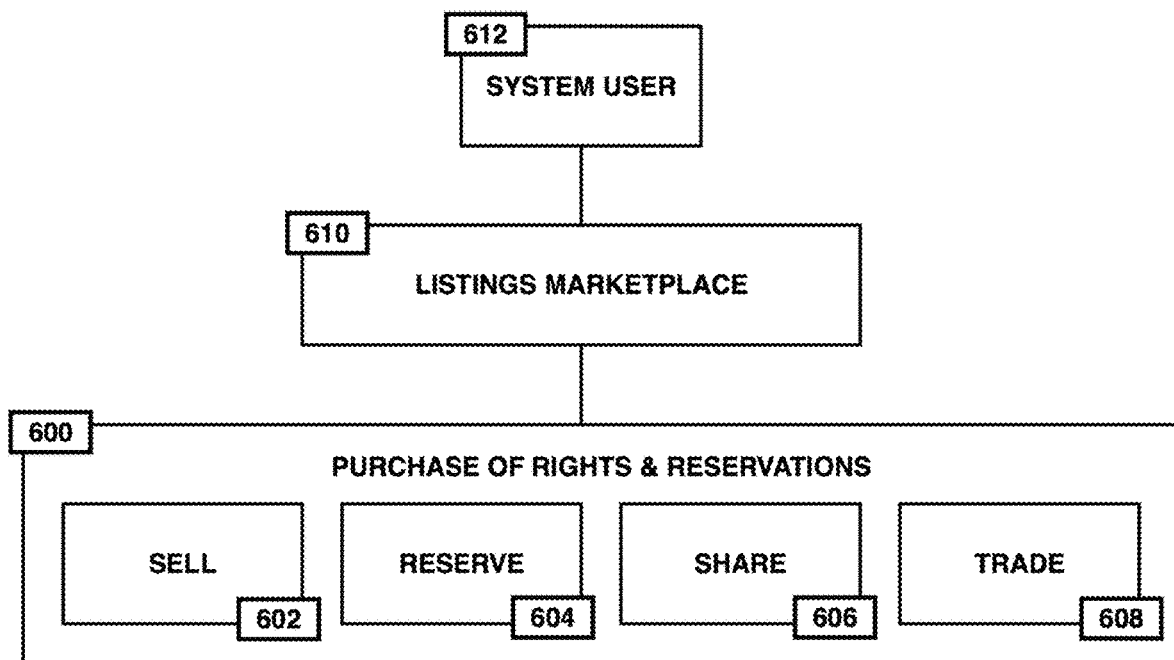 612
SYSTEM USER
610
LISTINGS MARKETPLACE
600
PURCHASE OF RIGHTS & RESERVATIONS
SELL
RESERVE
SHARE
TRADE
602
604
606
608